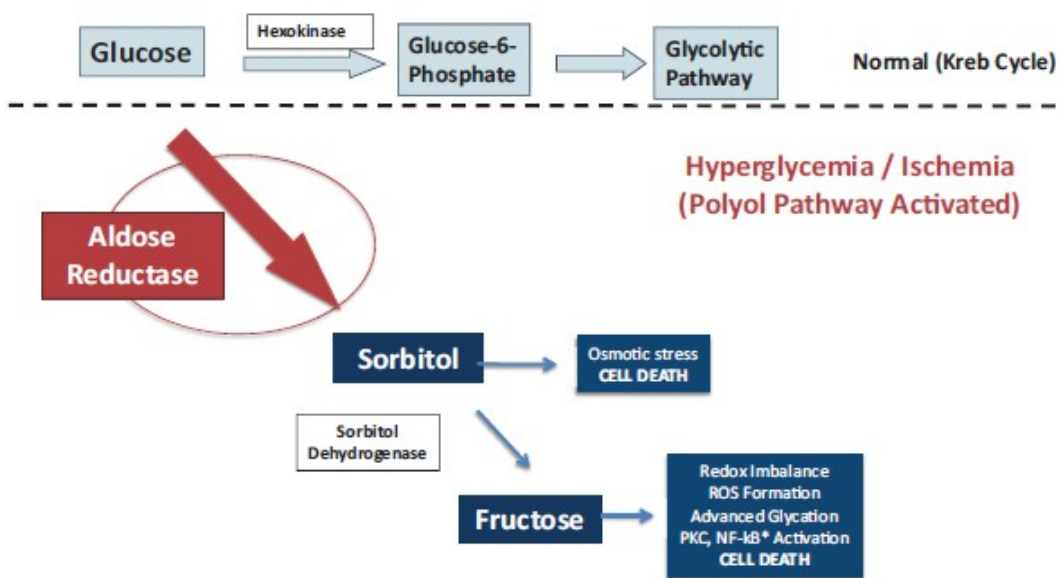 Glucose
Hexokinase
Glucose-6-
Phosphate
Glycolytic
Pathway
Normal (Kreb Cycle)
Hyperglycemia / Ischemia
(Polyol Pathway Activated)
Aldose
Reductase
Sorbitol
Osmotic stress
CELL DEATH
Sorbitol
Dehydrogenase
Fructose
Redox Imbalance
ROS Formation
Advanced Glycation
PKC, NF-kB* Activation
CELL DEATH